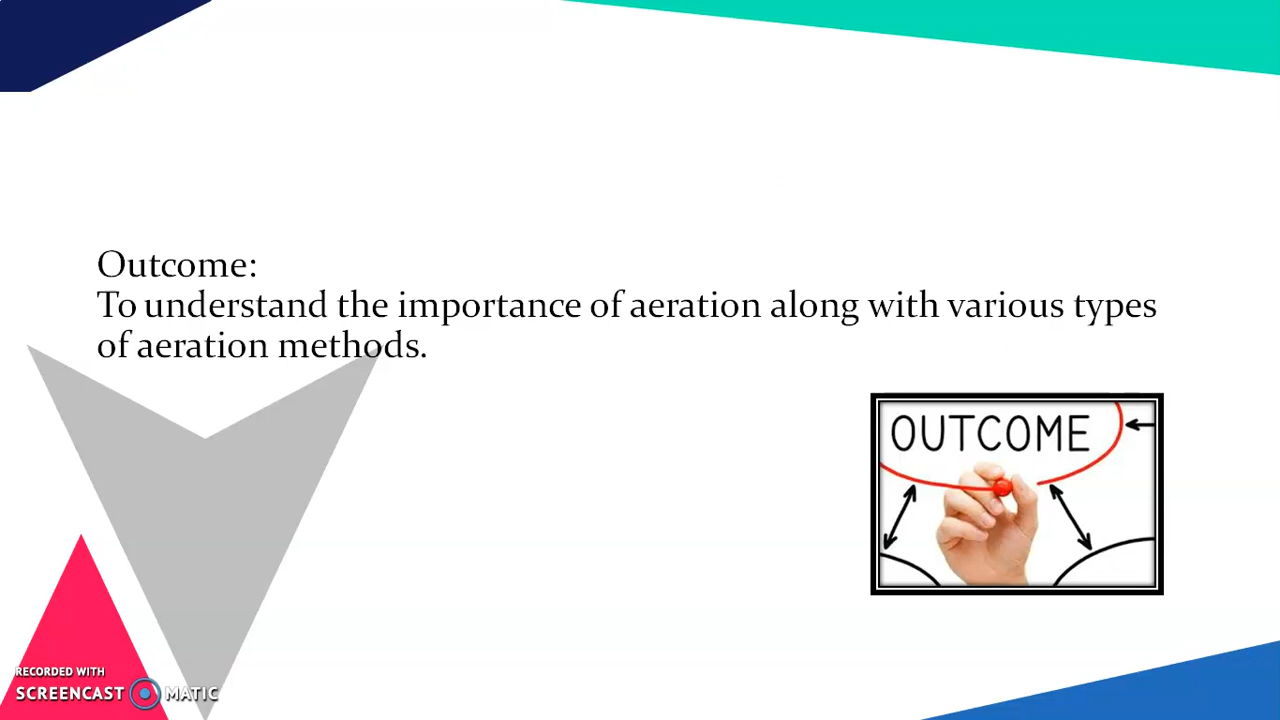 Outcome:
To understand the importance of aeration along with various types
of aeration methods.
OUTCOME
RECORDED WITH
SCREENCAST MATIC